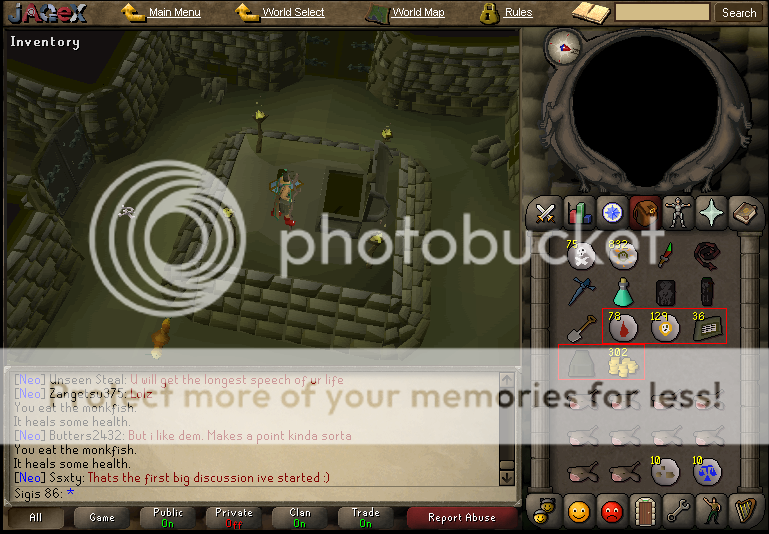 JAGEX Main Menu World Select World Map Rules Search
Inventory
photobucket
75 832
78 129 36
302
Protect more of your memories for less!
[Neo] Unseen Steal: U will get the longest speech of ur life
[Neo] Zangetsu375: Lolz
You eat the monkfish.
It heals some health.
[Neo] Butters2432: But i like dem. Makes a point kinda sorta
You eat the monkfish.
It heals some health.
[Neo] Ssxty: Thats the first big discussion ive started :)
Sigis 86: *
10 10
All Game Public On Private Off Clan On Trade On Report Abuse